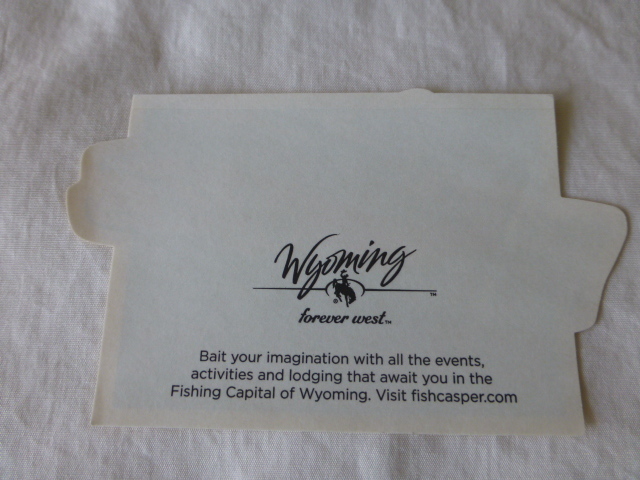 Wyoming
™
forever west™
Bait your imagination with all the events,
activities and lodging that await you in the
Fishing Capital of Wyoming. Visit fishcasper.com